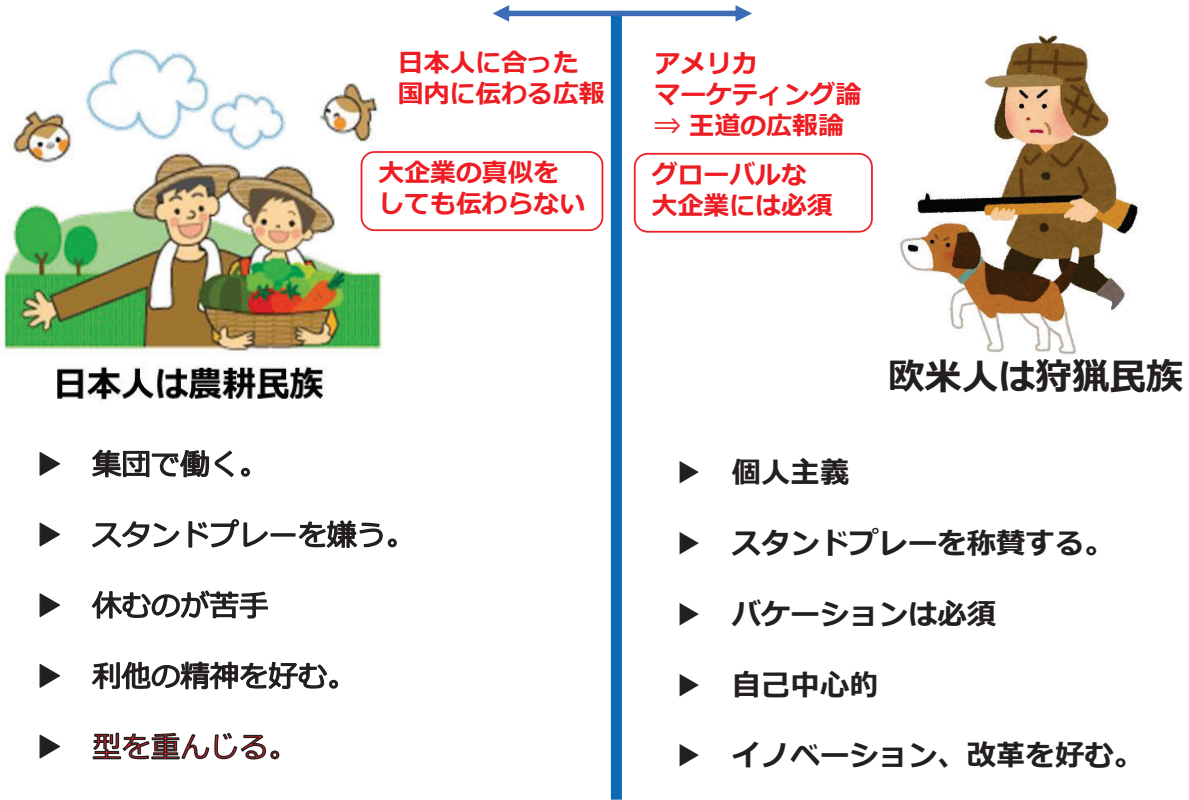 日本人に合った
国内に伝わる広報
大企業の真似を
しても伝わらない
日本人は農耕民族
▶ 集団で働く。
▶ スタンドプレーを嫌う。
▶ 休むのが苦手
▶ 利他の精神を好む。
▶ 型を重んじる。
アメリカ
マーケティング論
⇒ 王道の広報論
グローバルな
大企業には必須
欧米人は狩猟民族
▶ 個人主義
▶ スタンドプレーを称賛する。
▶ バケーションは必須
▶ 自己中心的
▶ イノベーション、改革を好む。